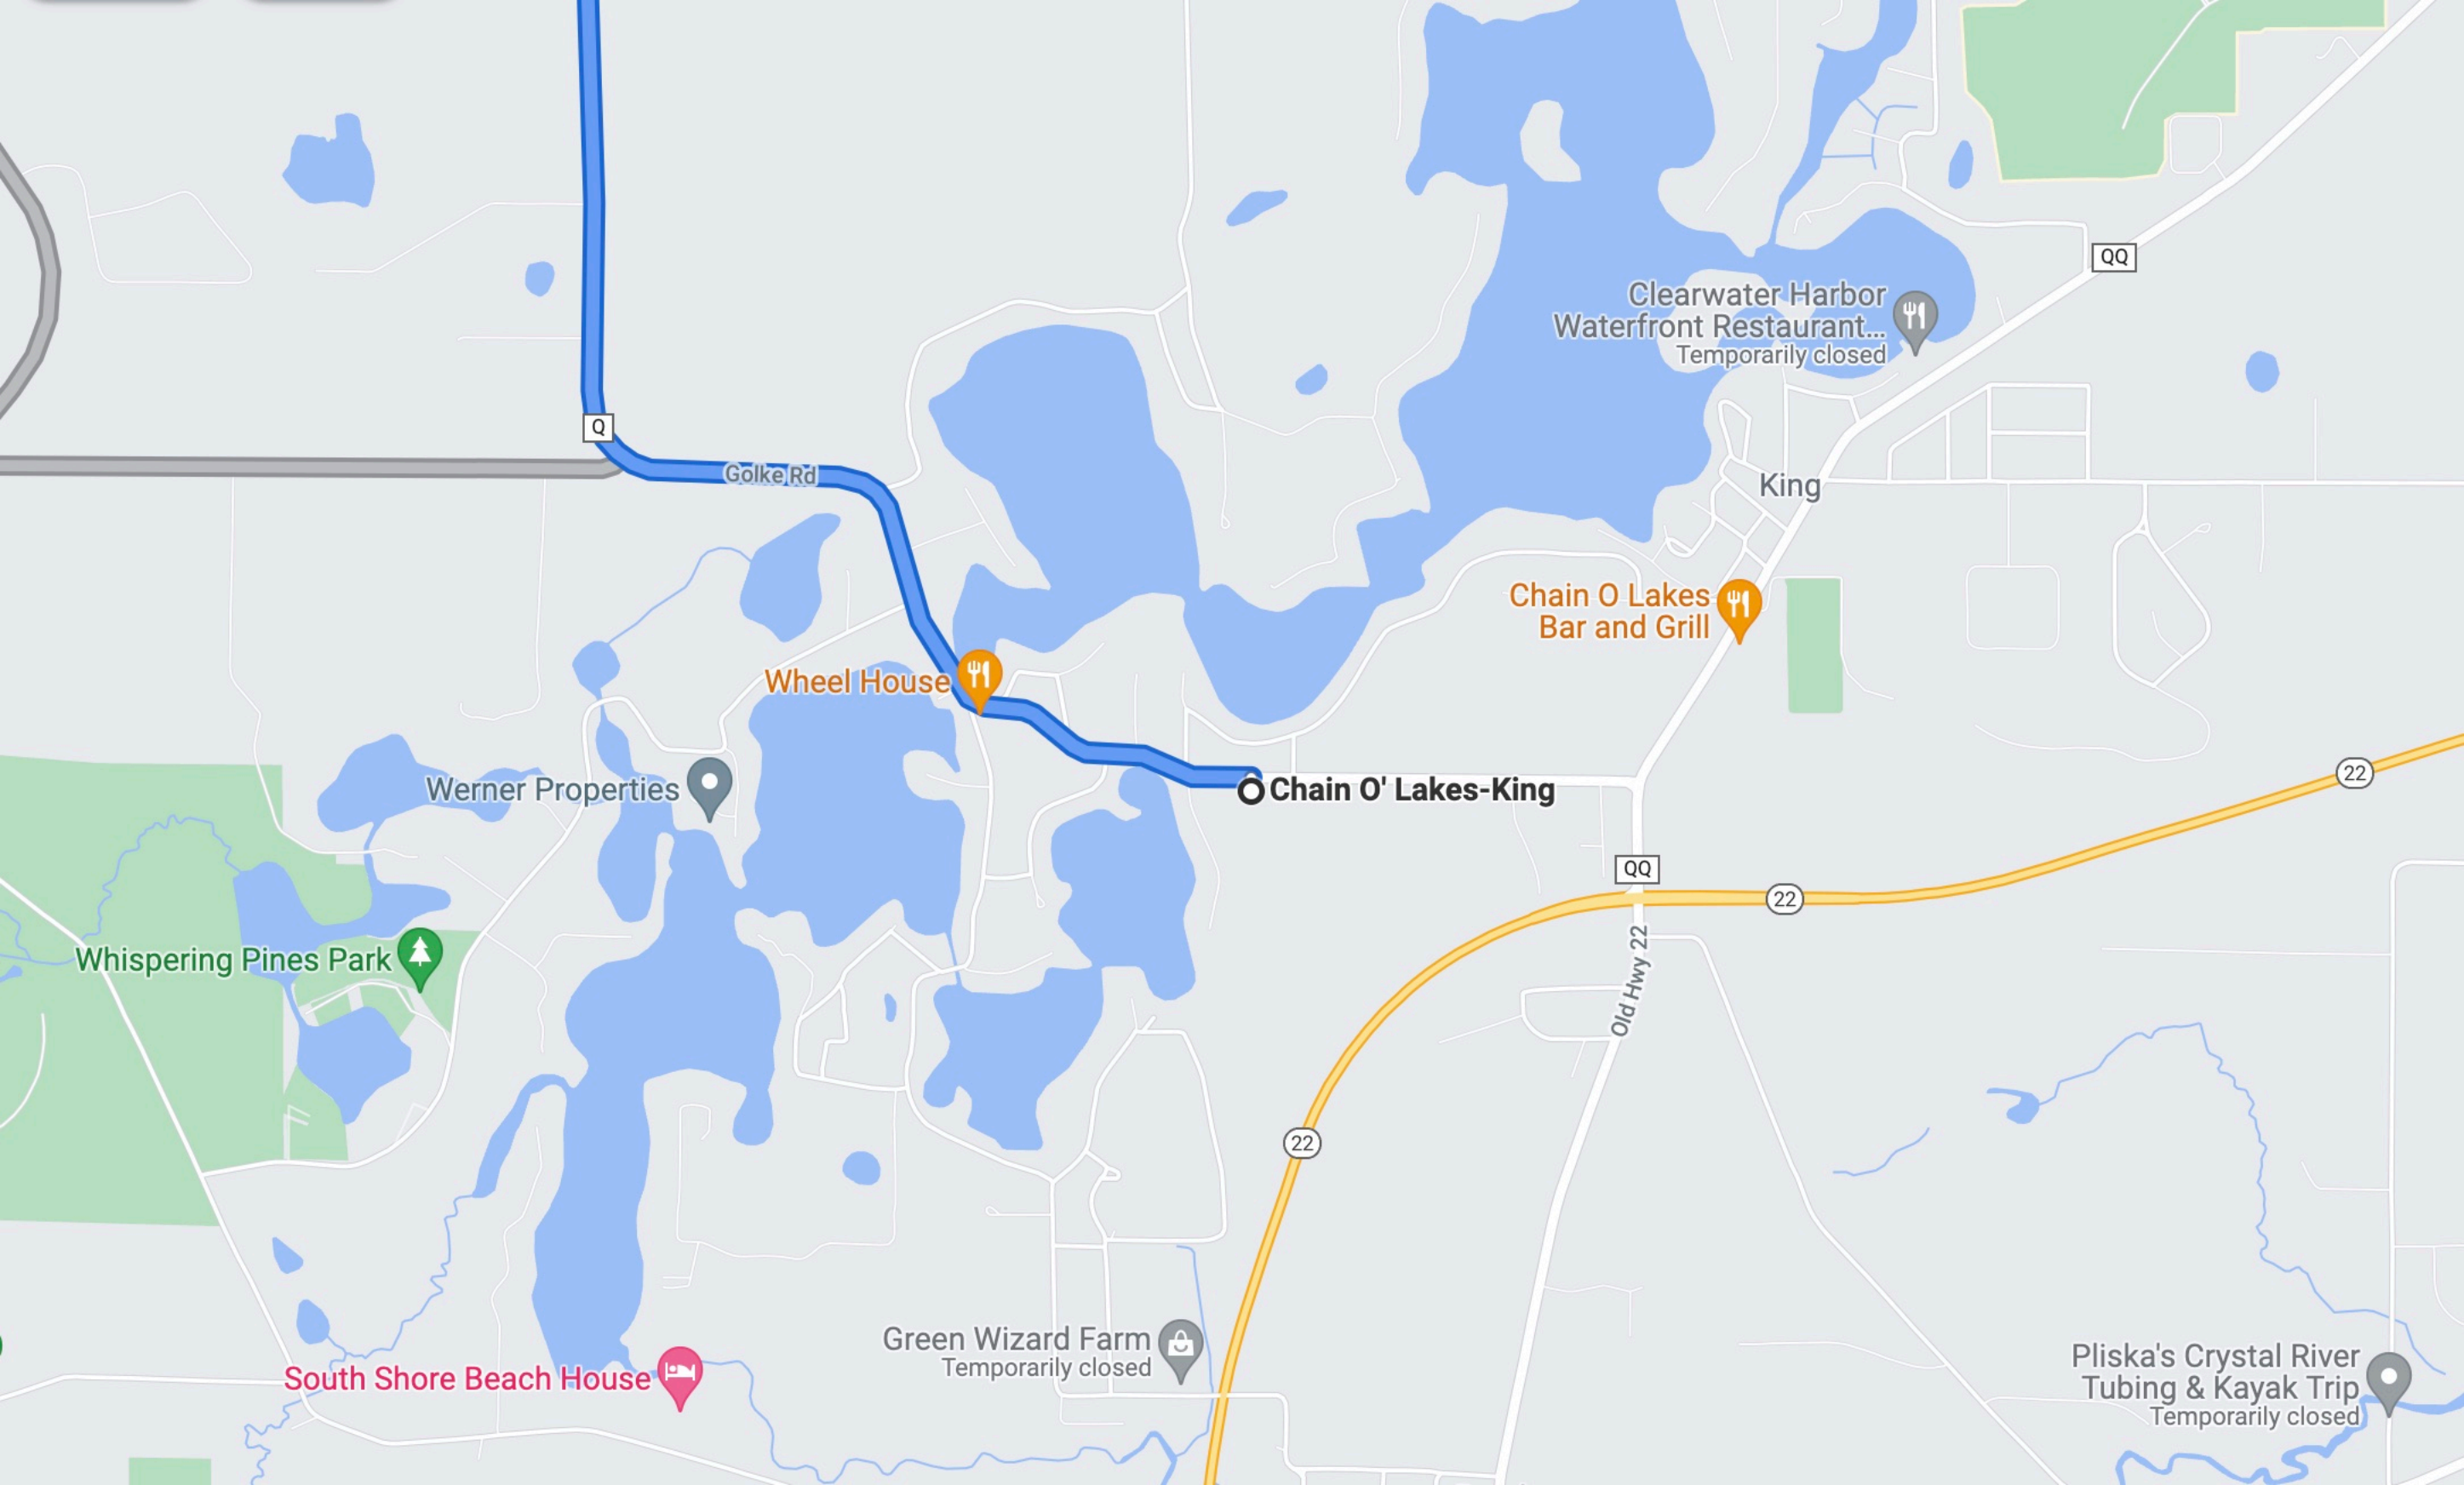 QQ
Clearwater Harbor
Waterfront Restaurant...
Temporarily closed
Q
Golke Rd
King
Chain O Lakes
Bar and Grill
Wheel House
22
Werner Properties
Chain O' Lakes-King
QQ
22
Old Hwy 22
Whispering Pines Park
22
Green Wizard Farm
Temporarily closed
South Shore Beach House
Pliska's Crystal River
Tubing & Kayak Trip
Temporarily closed